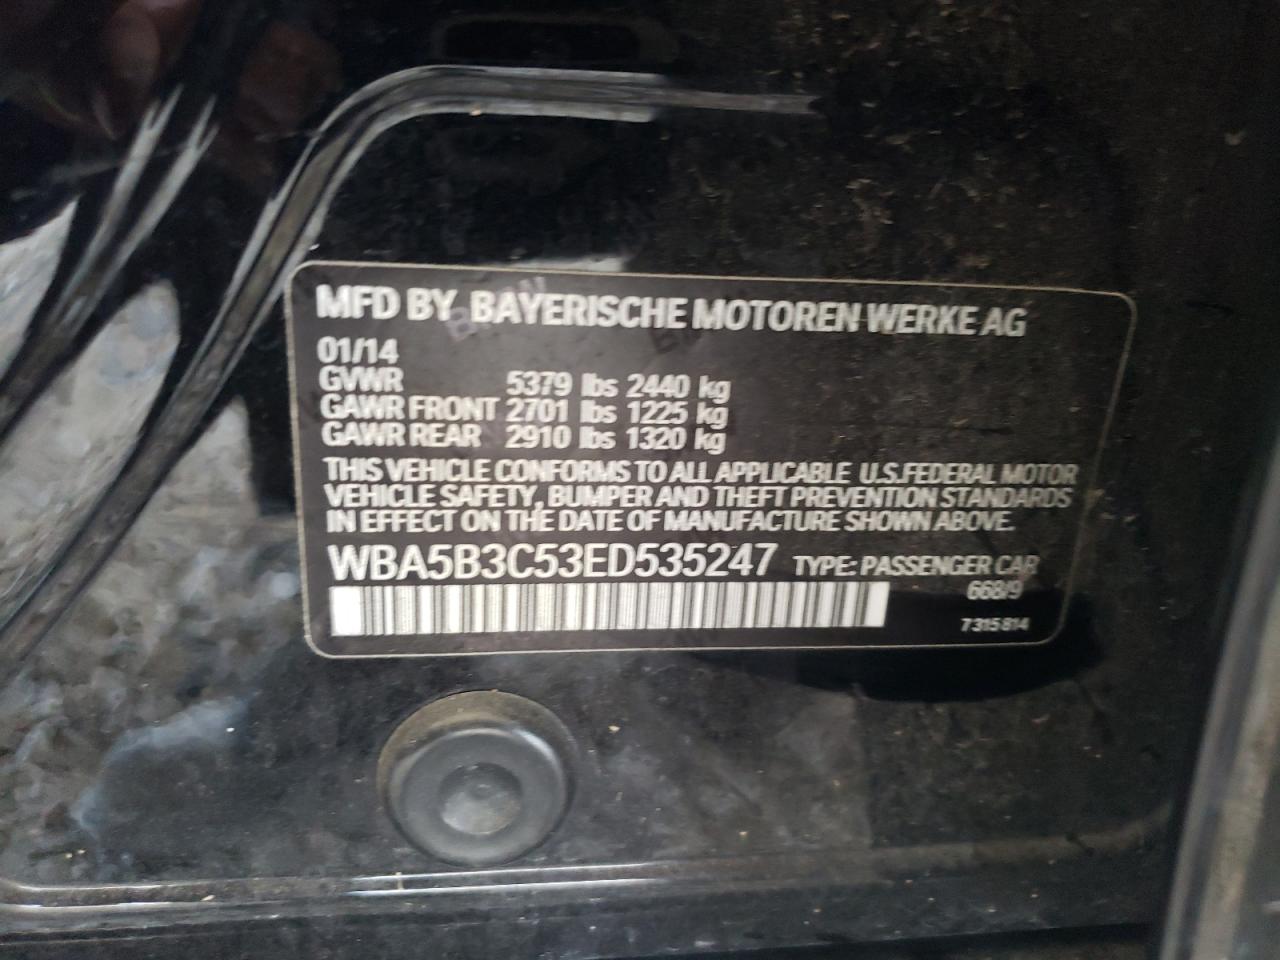 MFD BY BAYERISCHE MOTOREN WERKE AG
01/14
GVWR 5379 lbs 2440 kg
GAWR FRONT 2701 lbs 1225 kg
GAWR REAR 2910 lbs 1320 kg
THIS VEHICLE CONFORMS TO ALL APPLICABLE U.S.FEDERAL MOTOR
VEHICLE SAFETY, BUMPER AND THEFT PREVENTION STANDARDS
IN EFFECT ON THE DATE OF MANUFACTURE SHOWN ABOVE.
WBA5B3C53ED535247 TYPE: PASSENGER CAR
668/9
7315814